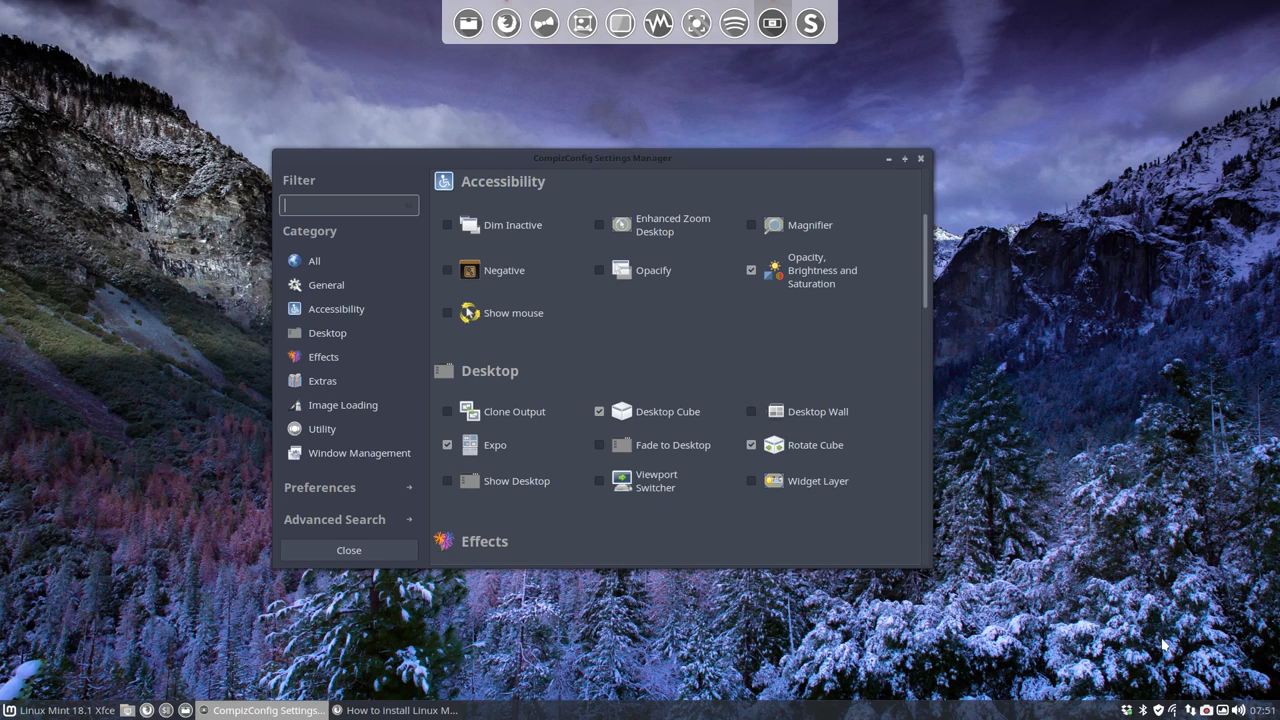 CompizConfig Settings Manager
Filter
Category
All
General
Accessibility
Desktop
Effects
Extras
Image Loading
Utility
Window Management
Preferences
Advanced Search
Close
Accessibility
Dim Inactive
Enhanced Zoom
Desktop
Magnifier
Negative
Opacify
Opacity,
Brightness and
Saturation
Show mouse
Desktop
Clone Output
Desktop Cube
Desktop Wall
Expo
Fade to Desktop
Rotate Cube
Show Desktop
Viewport
Switcher
Widget Layer
Effects
Linux Mint 18.1 Xfce
CompizConfig Settings...
How to install Linux M...
07:51